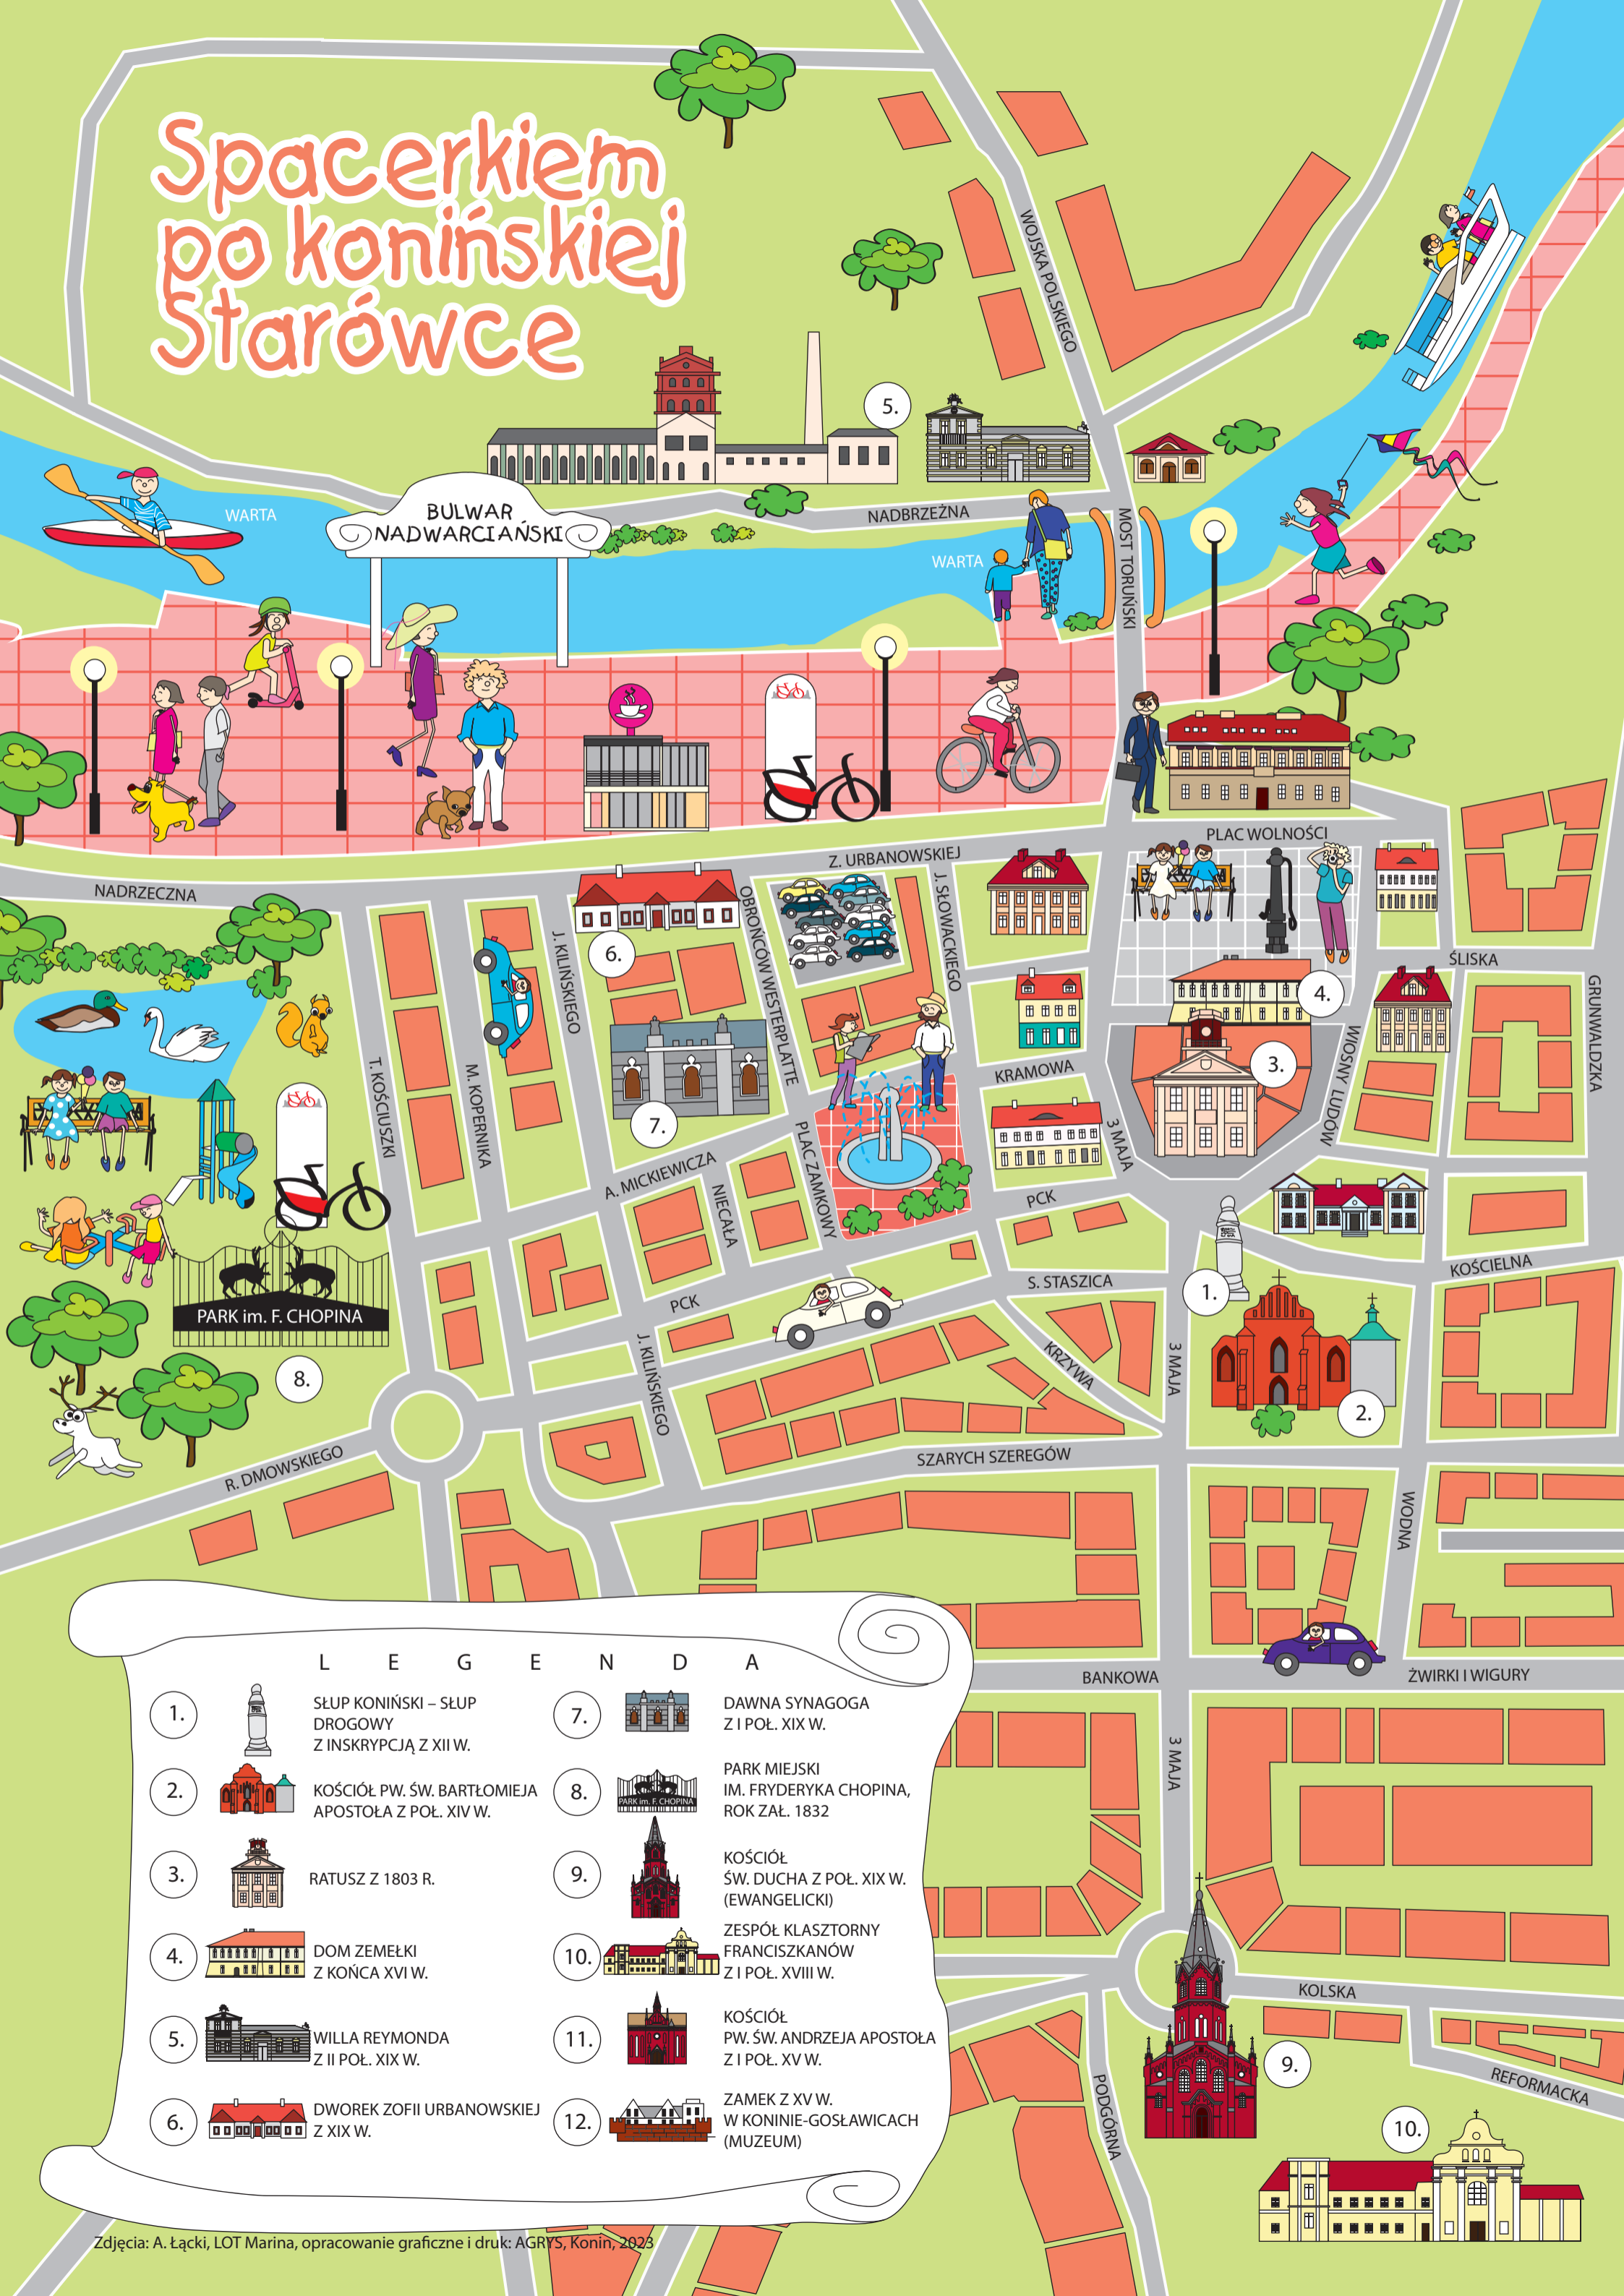 Spacerkiem
po konińskiej
Starówce
WOJSKA POLSKIEGO
5.
BULWAR
NADWARCIAŃSKI
WARTA
NADBRZEŻNA
WARTA
MOST TORUŃSKI
PLAC WOLNOŚCI
Z. URBANOWSKIEJ
NADRZECZNA
OBROŃCÓW WESTERPLATTE
J. SŁOWACKIEGO
6.
J. KILIŃSKIEGO
ŚLISKA
4.
GRUNWALDZKA
T. KOŚCIUSZKI
M. KOPERNIKA
7.
KRAMOWA
3.
WIOSNY LUDÓW
3 MAJA
PLAC ZAMKOWY
A. MICKIEWICZA
NIECAŁA
PCK
1.
KOŚCIELNA
S. STASZICA
PARK im. F. CHOPINA
8.
PCK
J. KILIŃSKIEGO
KRZYWA
3 MAJA
2.
R. DMOWSKIEGO
SZARYCH SZEREGÓW
WODNA
BANKOWA
ŻWIRKI I WIGURY
3 MAJA
KOLSKA
9.
REFORMACKA
PODGÓRNA
10.
L E G E N D A
1.
SŁUP KONIŃSKI – SŁUP
DROGOWY
Z INSKRYPCJĄ Z XII W.
2.
KOŚCIÓŁ PW. ŚW. BARTŁOMIEJA
APOSTOŁA Z POŁ. XIV W.
3.
RATUSZ Z 1803 R.
4.
DOM ZEMEŁKI
Z KOŃCA XVI W.
5.
WILLA REYMONDA
Z II POŁ. XIX W.
6.
DWOREK ZOFII URBANOWSKIEJ
Z XIX W.
7.
DAWNA SYNAGOGA
Z I POŁ. XIX W.
8.
PARK im. F. CHOPINA
PARK MIEJSKI
IM. FRYDERYKA CHOPINA,
ROK ZAŁ. 1832
9.
KOŚCIÓŁ
ŚW. DUCHA Z POŁ. XIX W.
(EWANGELICKI)
10.
ZESPÓŁ KLASZTORNY
FRANCISZKANÓW
Z I POŁ. XVIII W.
11.
KOŚCIÓŁ
PW. ŚW. ANDRZEJA APOSTOŁA
Z I POŁ. XV W.
12.
ZAMEK Z XV W.
W KONINIE-GOSŁAWICACH
(MUZEUM)
Zdjęcia: A. Łącki, LOT Marina, opracowanie graficzne i druk: AGRYS, Konin, 2023